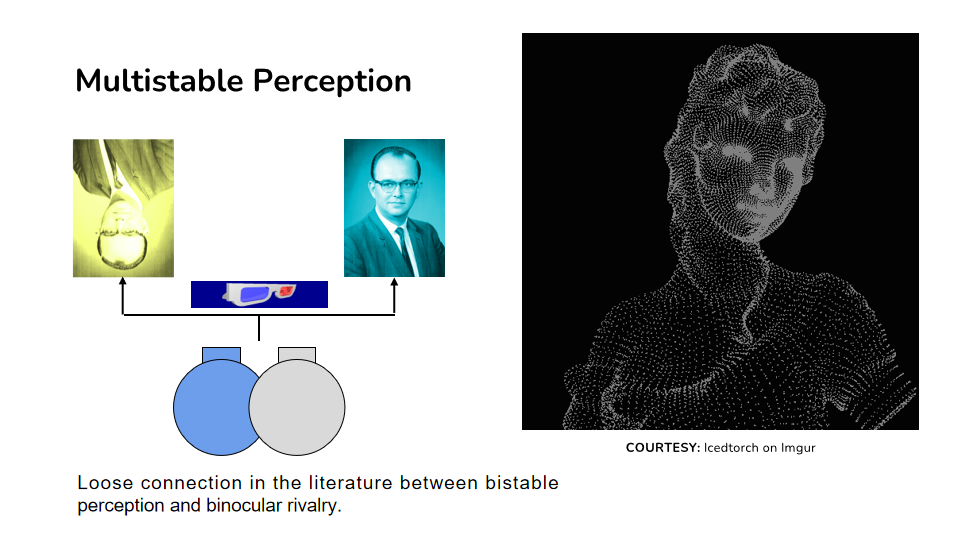 Multistable Perception
COURTESY: Icedtorch on Imgur
Loose connection in the literature between bistable
perception and binocular rivalry.